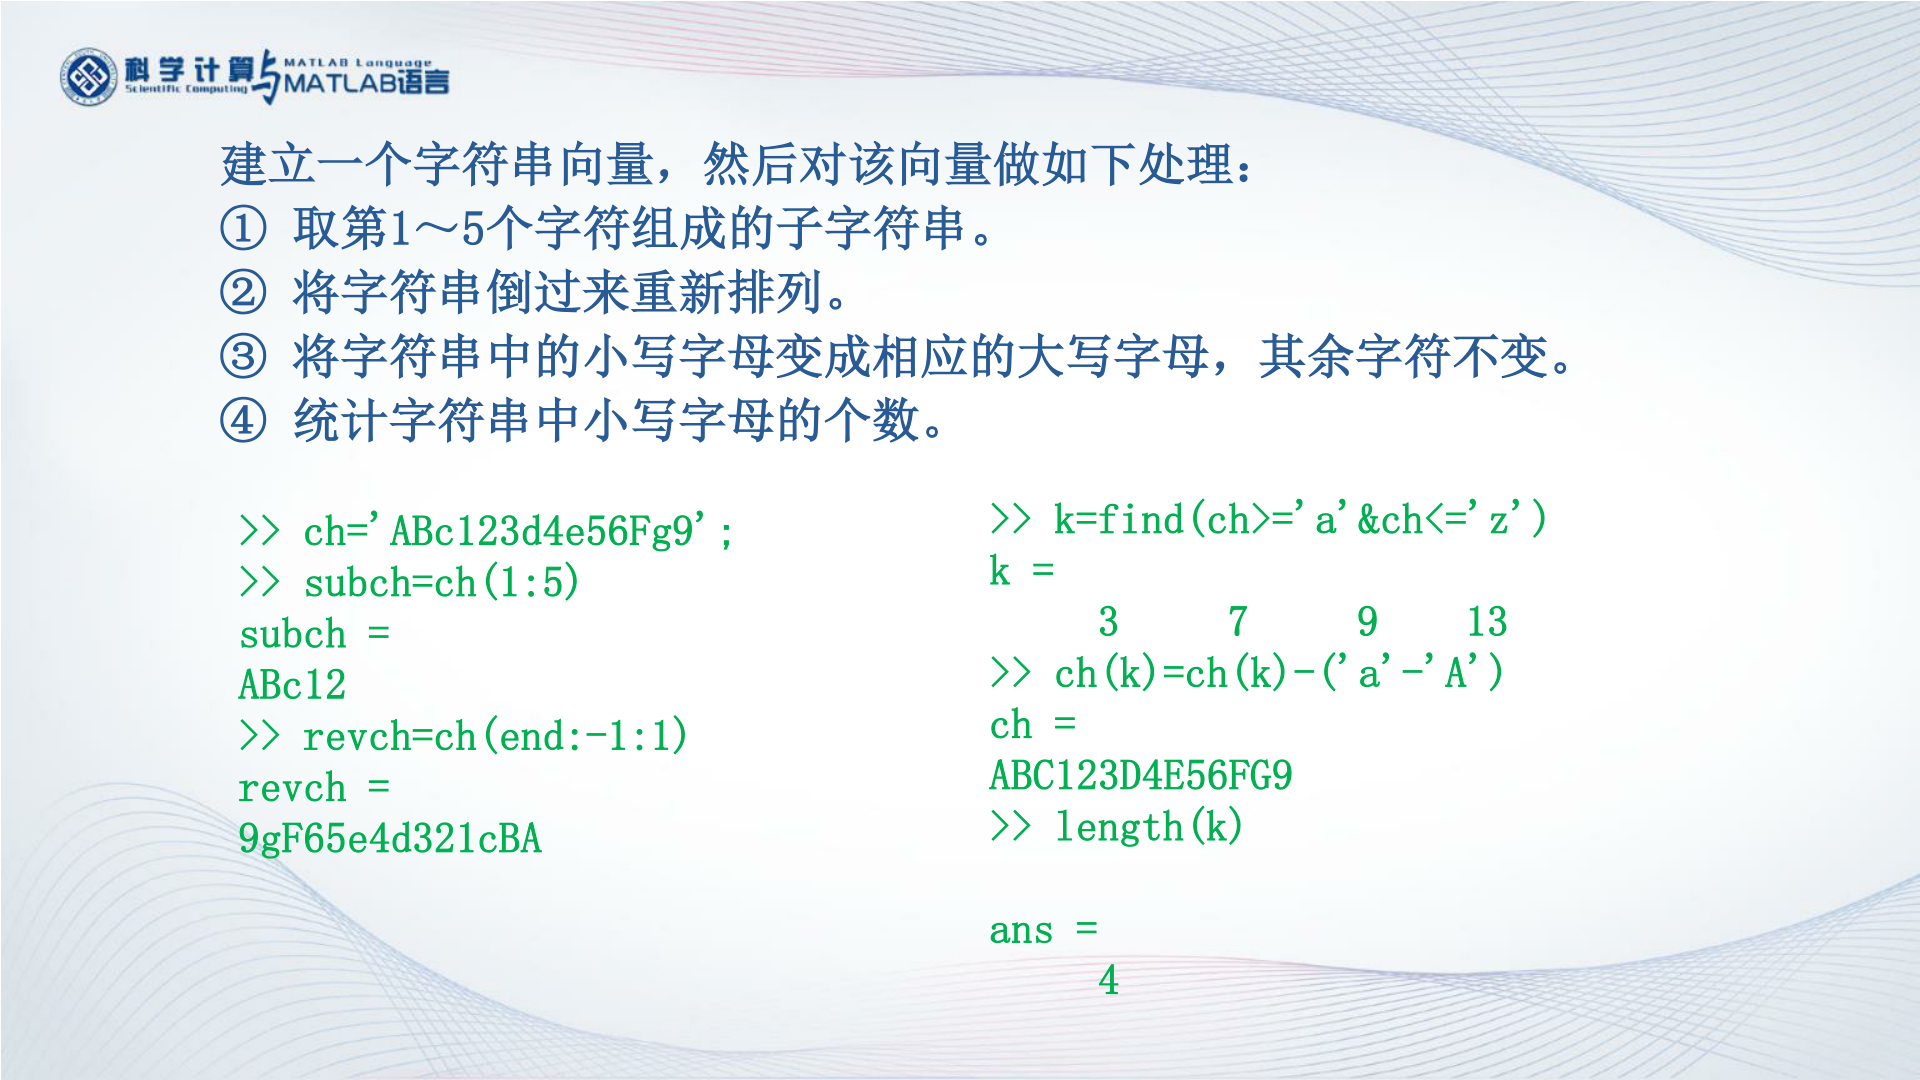 科学计算与MATLAB语言
Scientific Computing
MATLAB Language
建立一个字符串向量，然后对该向量做如下处理：
① 取第1～5个字符组成的子字符串。
② 将字符串倒过来重新排列。
③ 将字符串中的小写字母变成相应的大写字母，其余字符不变。
④ 统计字符串中小写字母的个数。
>> ch='ABc123d4e56Fg9';
>> subch=ch(1:5)
subch =
ABc12
>> revch=ch(end:-1:1)
revch =
9gF65e4d321cBA
>> k=find(ch>='a'&ch<='z')
k =
     3     7     9    13
>> ch(k)=ch(k)-('a'-'A')
ch =
ABC123D4E56FG9
>> length(k)
ans =
     4